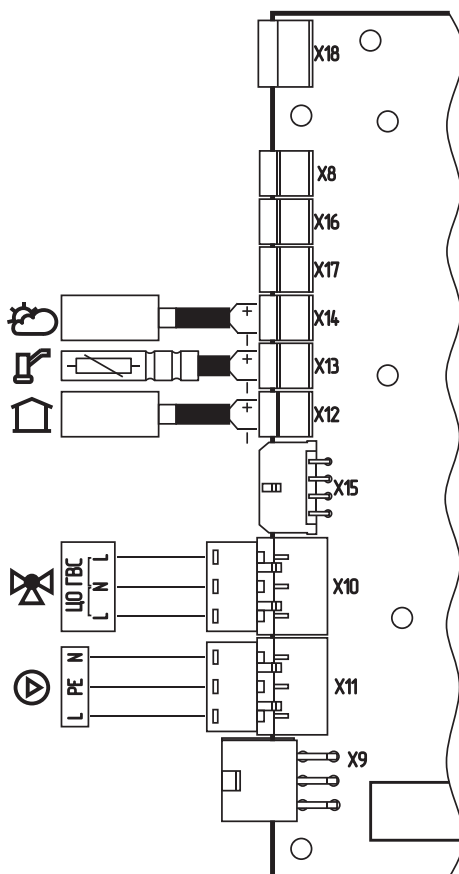 X18
X8
X16
X17
+
−
X14
+
−
X13
+
−
X12
X15
ЦО ГВС
L N L
X10
L PE N
X11
X9